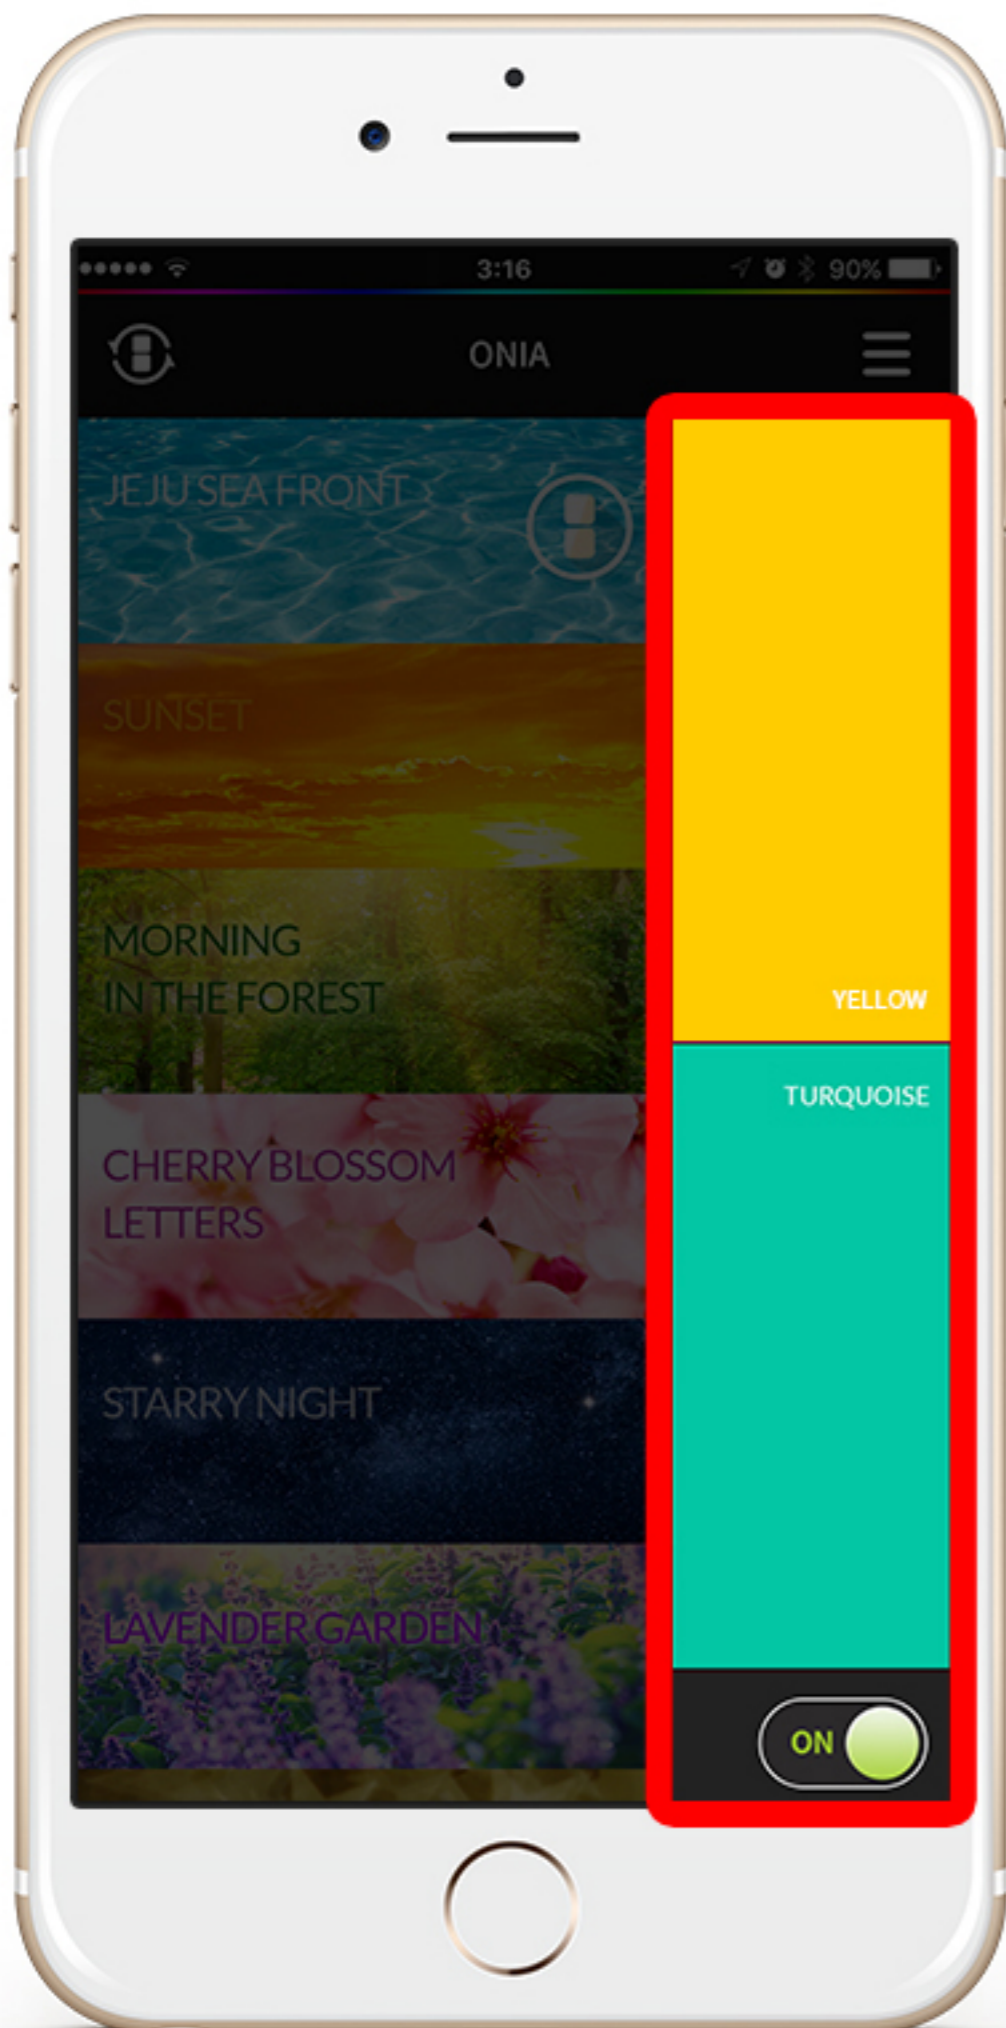 3:16
90%
ONIA
JEJU SEA FRONT
SUNSET
MORNING
IN THE FOREST
CHERRY BLOSSOM
LETTERS
STARRY NIGHT
LAVENDER GARDEN
YELLOW
TURQUOISE
ON